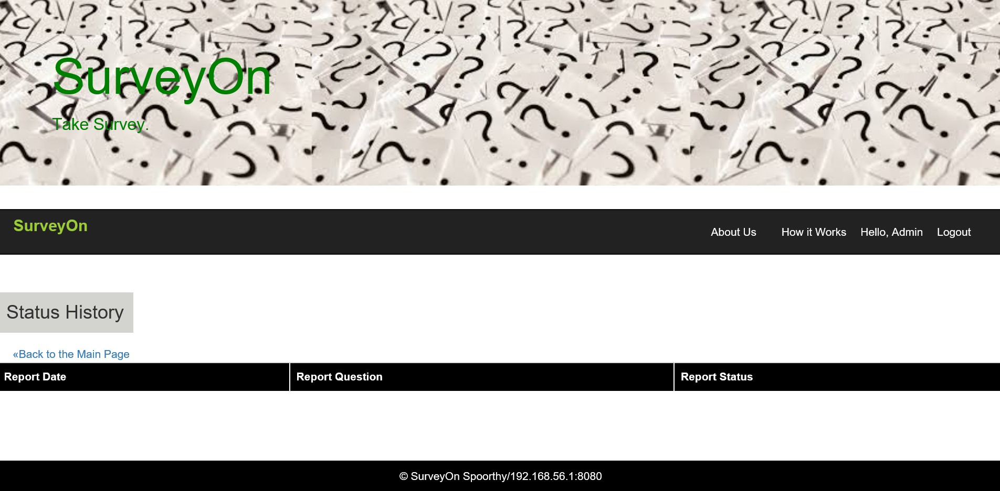 SurveyOn
Take Survey.
SurveyOn
About Us How it Works Hello, Admin Logout
Status History
«Back to the Main Page
Report Date Report Question Report Status
© SurveyOn Spoorthy/192.168.56.1:8080